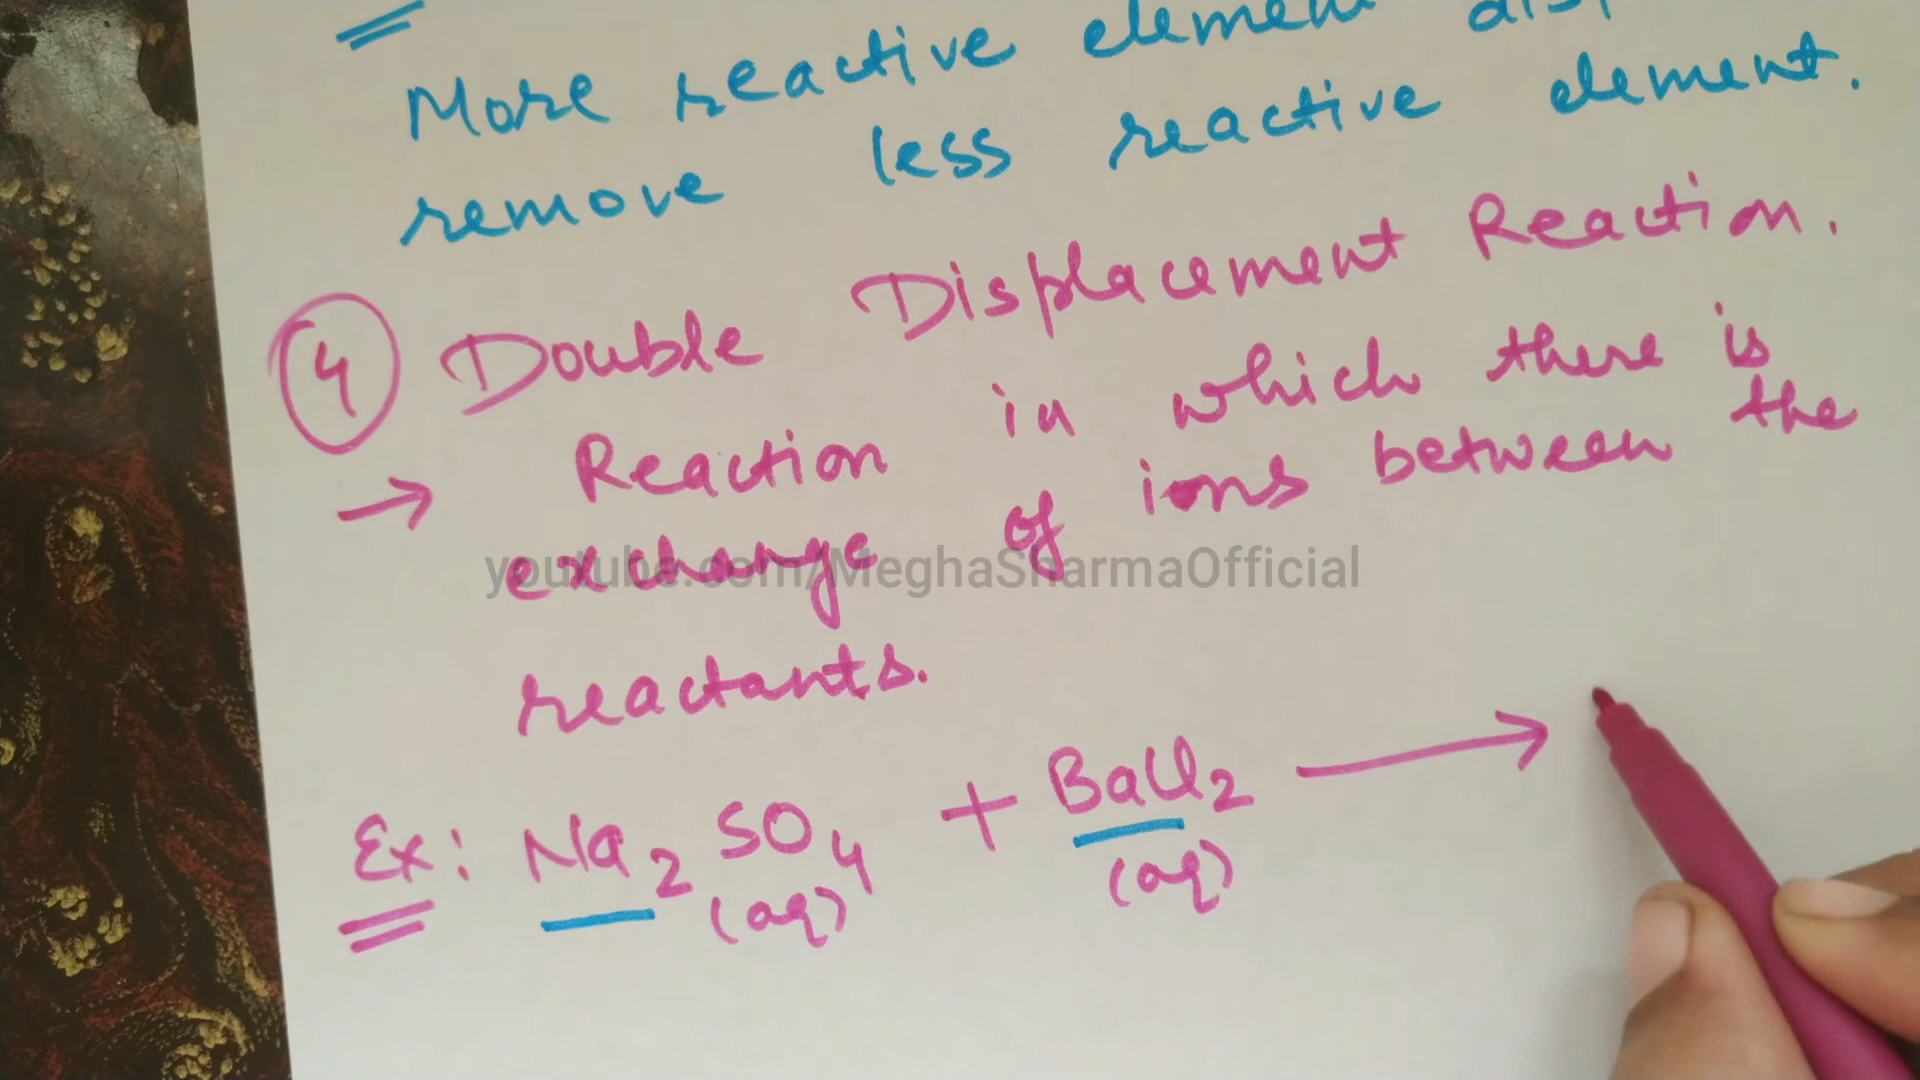 More reactive element
remove less reactive element.
4 Double Displacement Reaction.
→ Reaction in which there is
exchange of ions between the
reactants.
Ex: Na2SO4 + BaCl2 →
(aq) (aq)
youtube.com/MeghaSharmaOfficial